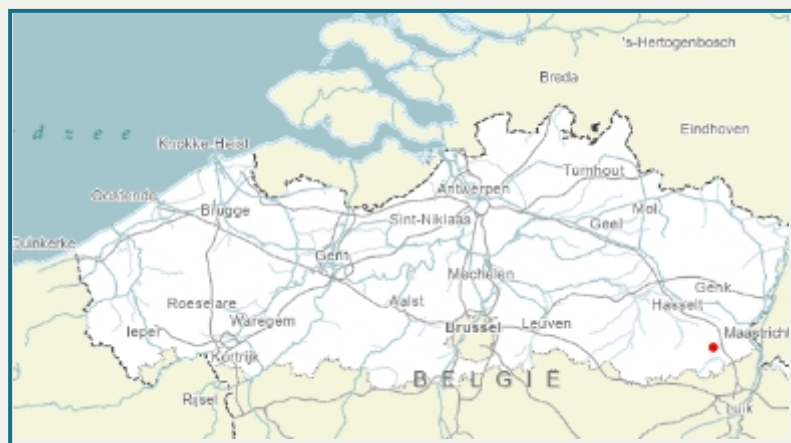 's-Hertogenbosch
Breda
d z e e
Eindhoven
Knokke-Heist
Turnhout
Antwerpen
Oostende
Mol
Brugge
Sint-Niklaas
Geel
Duinkerke
Gent
Mechelen
Genk
Roeselare
Aalst
Hasselt
Ieper
Waregem
Brussel
Leuven
Maastricht
Kortrijk
BELGIË
Rijsel
Luik